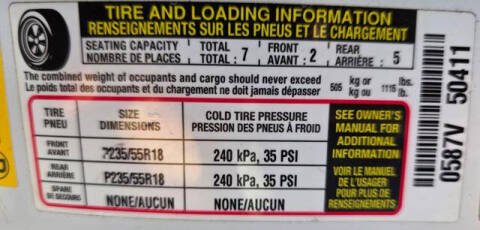 TIRE AND LOADING INFORMATION
RENSEIGNEMENTS SUR LES PNEUS ET LE CHARGEMENT
SEATING CAPACITY TOTAL : 7 FRONT : 2 REAR : 5
NOMBRE DE PLACES TOTAL : AVANT : ARRIÈRE :
The combined weight of occupants and cargo should never exceed 505 kg or 1115 lbs.
Le poids total des occupants et du chargement ne doit jamais dépasser kg ou lb.
TIRE SIZE COLD TIRE PRESSURE
PNEU DIMENSIONS PRESSION DES PNEUS À FROID
FRONT
AVANT P235/55R18 240 kPa, 35 PSI
REAR
ARRIÈRE P235/55R18 240 kPa, 35 PSI
SPARE
DE SECOURS NONE/AUCUN NONE/AUCUN
SEE OWNER'S
MANUAL FOR
ADDITIONAL
INFORMATION
VOIR LE MANUEL
DE L'USAGER
POUR PLUS DE
RENSEIGNEMENTS
0587V 50411